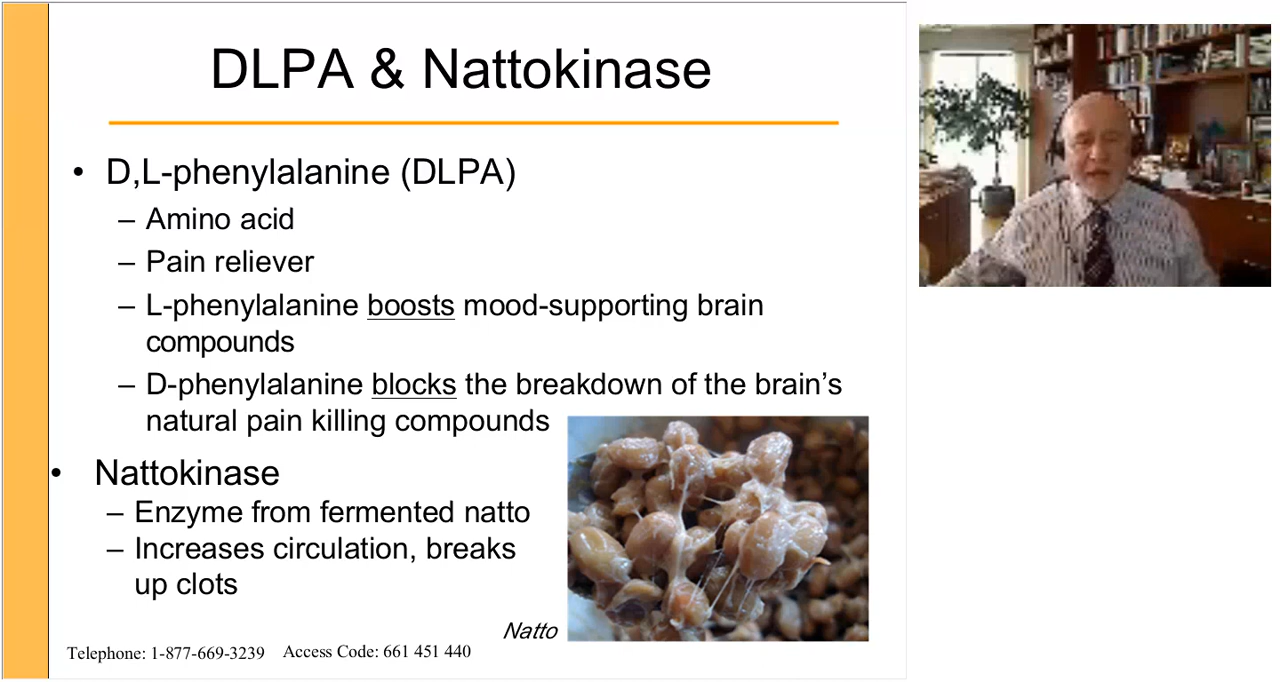 DLPA & Nattokinase
• D,L-phenylalanine (DLPA)
– Amino acid
– Pain reliever
– L-phenylalanine boosts mood-supporting brain
compounds
– D-phenylalanine blocks the breakdown of the brain’s
natural pain killing compounds
• Nattokinase
– Enzyme from fermented natto
– Increases circulation, breaks
up clots
Natto
Telephone: 1-877-669-3239 Access Code: 661 451 440